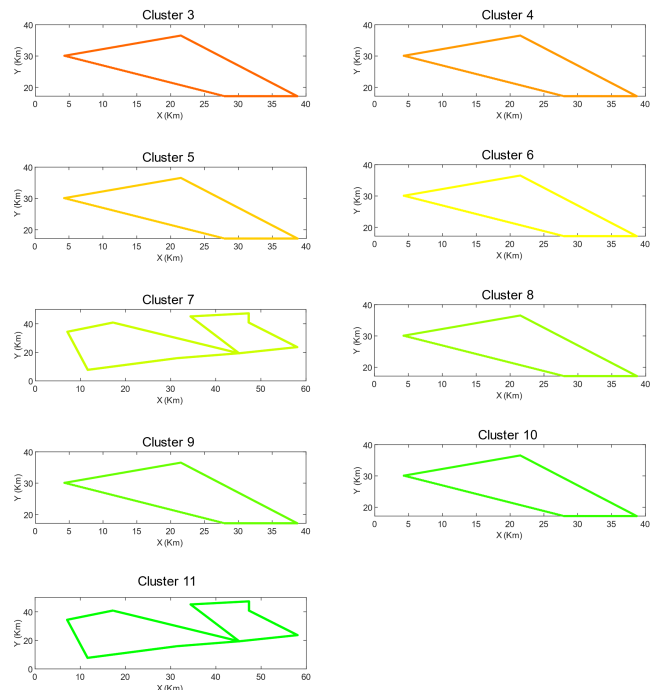 Cluster 3
40
30
20
Y (Km)
0 5 10 15 20 25 30 35 40
X (Km)
Cluster 4
40
30
20
Y (Km)
0 5 10 15 20 25 30 35 40
X (Km)
Cluster 5
40
30
20
Y (Km)
0 5 10 15 20 25 30 35 40
X (Km)
Cluster 6
40
30
20
Y (Km)
0 5 10 15 20 25 30 35 40
X (Km)
Cluster 7
40
20
0
Y (Km)
0 10 20 30 40 50 60
X (Km)
Cluster 8
40
30
20
Y (Km)
0 5 10 15 20 25 30 35 40
X (Km)
Cluster 9
40
30
20
Y (Km)
0 5 10 15 20 25 30 35 40
X (Km)
Cluster 10
40
30
20
Y (Km)
0 5 10 15 20 25 30 35 40
X (Km)
Cluster 11
40
20
0
Y (Km)
0 10 20 30 40 50 60
X (Km)